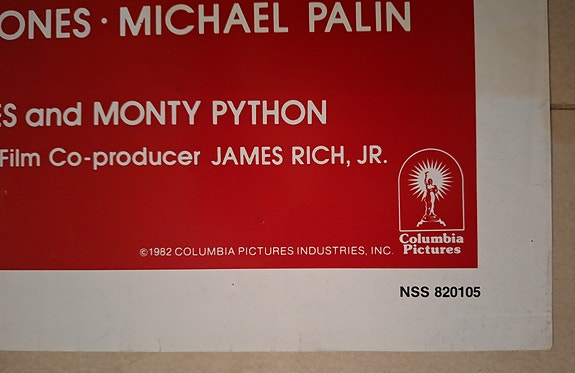 ONES · MICHAEL PALIN
ES and MONTY PYTHON
Film Co-producer JAMES RICH, JR.
©1982 COLUMBIA PICTURES INDUSTRIES, INC.
Columbia
Pictures
NSS 820105